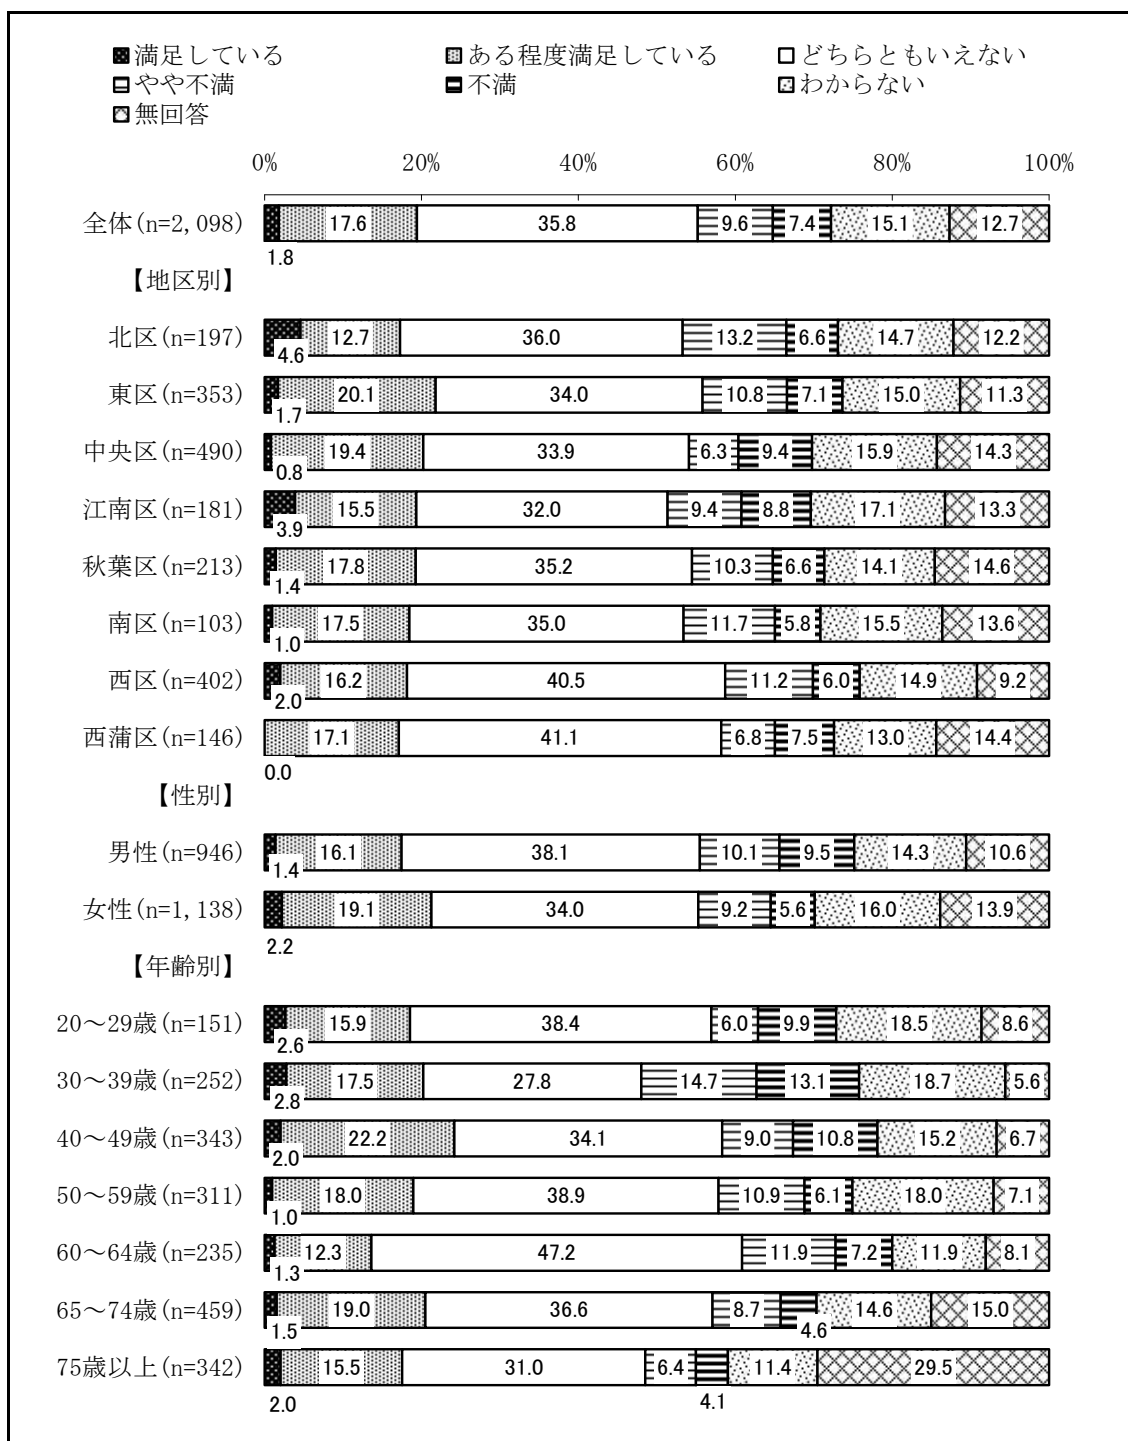 満足している ある程度満足している どちらともいえない
やや不満 不満 わからない
無回答
0% 20% 40% 60% 80% 100%
全体(n=2,098) 17.6 35.8 9.6 7.4 15.1 12.7
1.8
【地区別】
北区(n=197) 4.6 12.7 36.0 13.2 6.6 14.7 12.2
東区(n=353) 1.7 20.1 34.0 10.8 7.1 15.0 11.3
中央区(n=490) 0.8 19.4 33.9 6.3 9.4 15.9 14.3
江南区(n=181) 3.9 15.5 32.0 9.4 8.8 17.1 13.3
秋葉区(n=213) 1.4 17.8 35.2 10.3 6.6 14.1 14.6
南区(n=103) 1.0 17.5 35.0 11.7 5.8 15.5 13.6
西区(n=402) 2.0 16.2 40.5 11.2 6.0 14.9 9.2
西蒲区(n=146) 17.1 41.1 6.8 7.5 13.0 14.4
0.0
【性別】
男性(n=946) 1.4 16.1 38.1 10.1 9.5 14.3 10.6
女性(n=1,138) 19.1 34.0 9.2 5.6 16.0 13.9
2.2
【年齢別】
20～29歳(n=151) 2.6 15.9 38.4 6.0 9.9 18.5 8.6
30～39歳(n=252) 2.8 17.5 27.8 14.7 13.1 18.7 5.6
40～49歳(n=343) 2.0 22.2 34.1 9.0 10.8 15.2 6.7
50～59歳(n=311) 1.0 18.0 38.9 10.9 6.1 18.0 7.1
60～64歳(n=235) 1.3 12.3 47.2 11.9 7.2 11.9 8.1
65～74歳(n=459) 1.5 19.0 36.6 8.7 4.6 14.6 15.0
75歳以上(n=342) 15.5 31.0 6.4 11.4 29.5
2.0 4.1